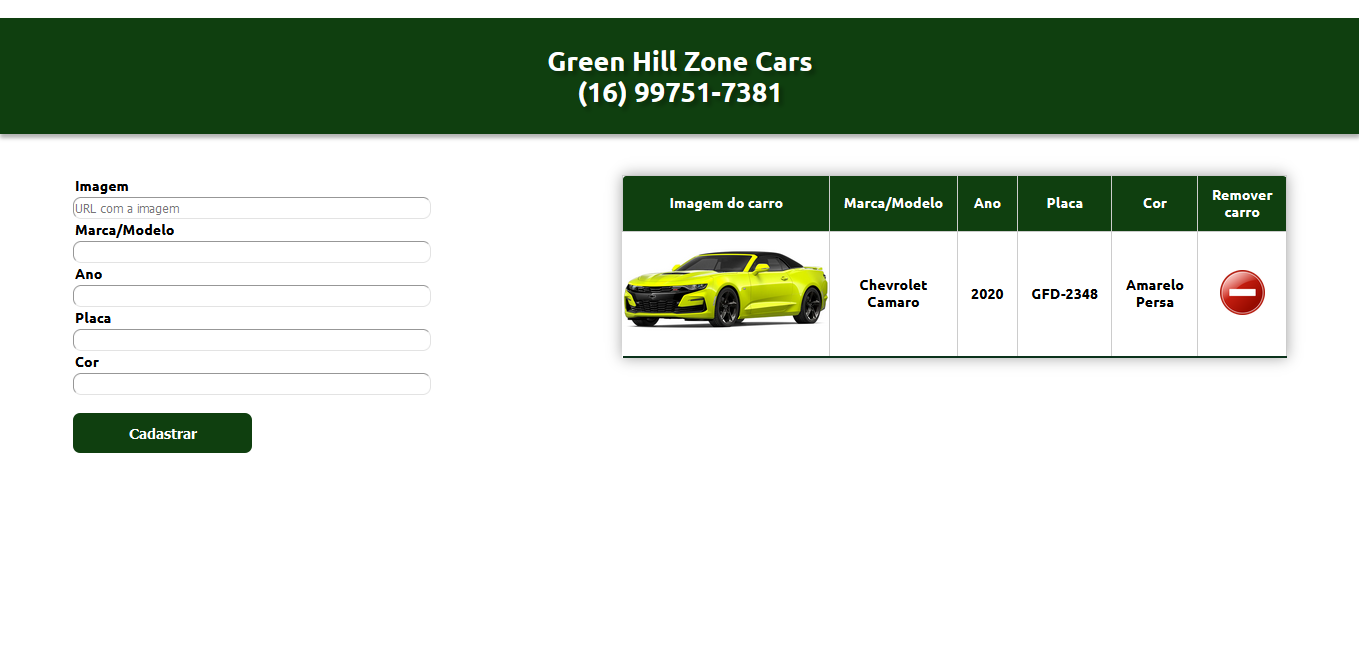 Green Hill Zone Cars
(16) 99751-7381
Imagem
URL com a imagem
Marca/Modelo
Ano
Placa
Cor
Cadastrar
Imagem do carro
Marca/Modelo
Ano
Placa
Cor
Remover
carro
Chevrolet
Camaro
2020
GFD-2348
Amarelo
Persa